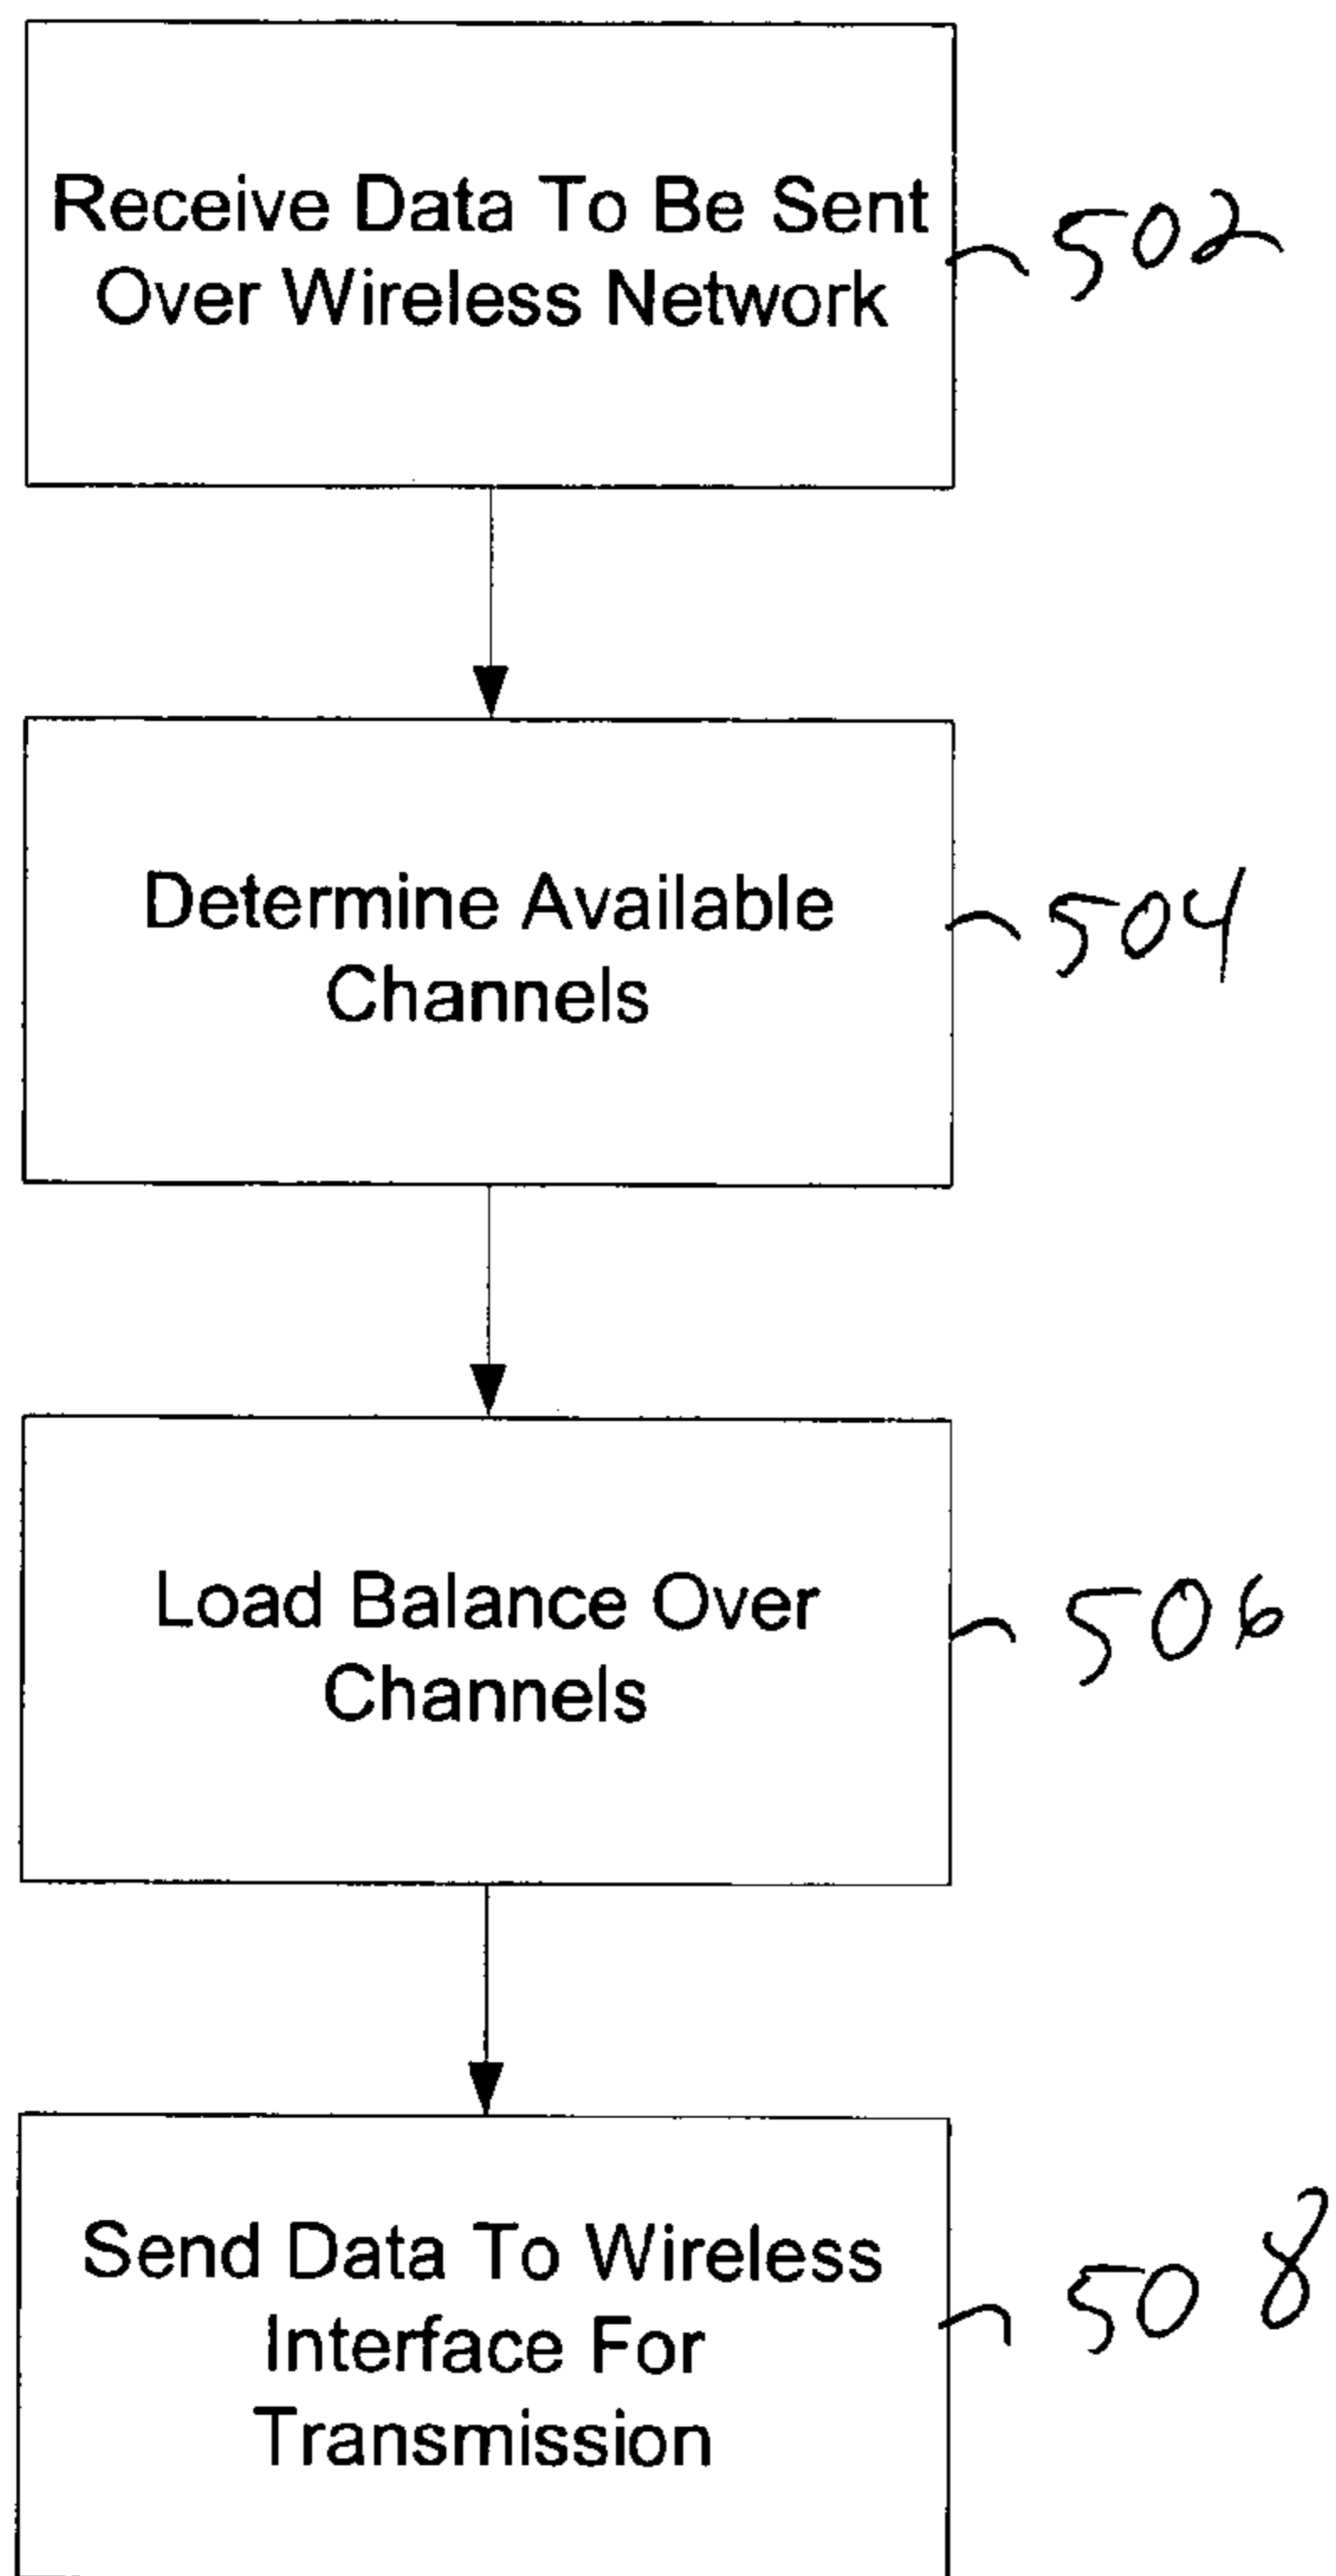 Receive Data To Be Sent
Over Wireless Network
502
Determine Available
Channels
504
Load Balance Over
Channels
506
Send Data To Wireless
Interface For
Transmission
508